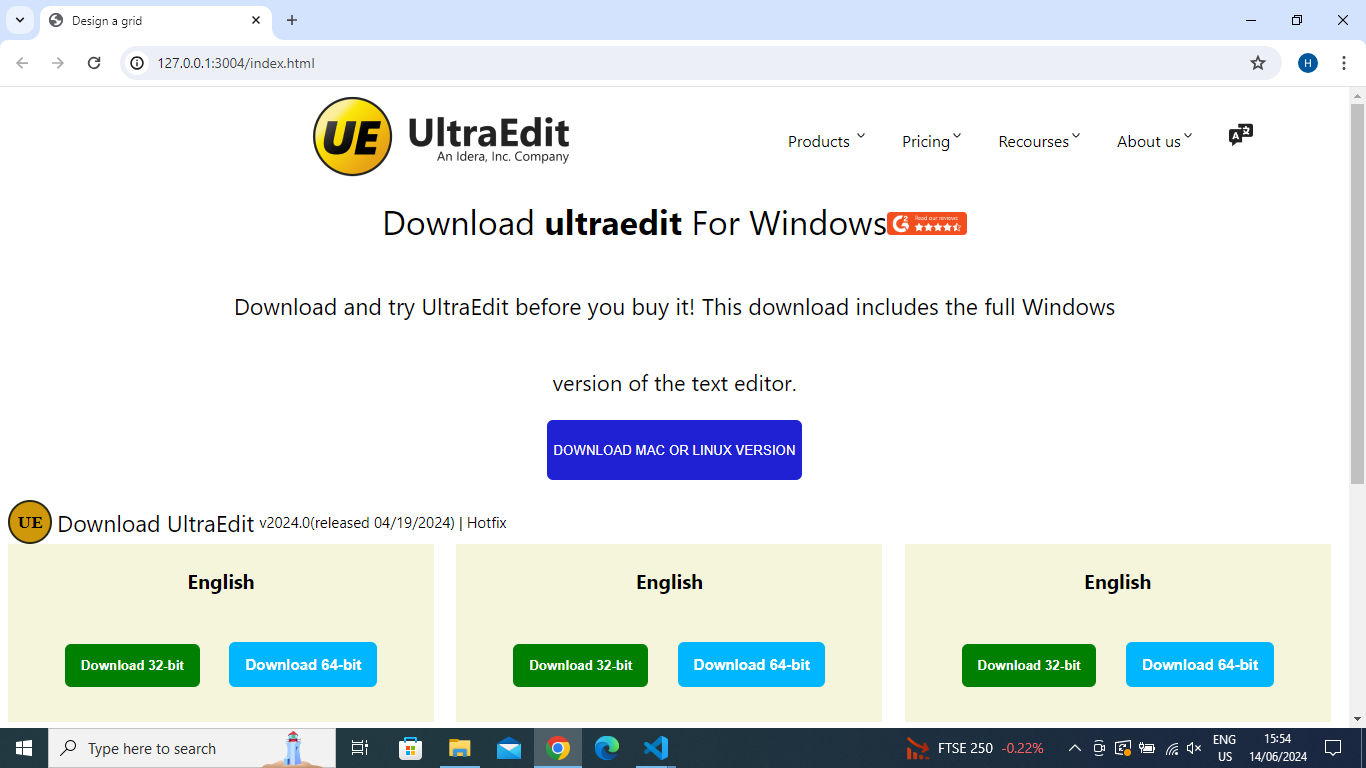 Design a grid
127.0.0.1:3004/index.html
H
UE UltraEdit
An Idera, Inc. Company
Products Pricing Recourses About us
A
Download ultraedit For Windows
G2 Read our reviews
Download and try UltraEdit before you buy it! This download includes the full Windows
version of the text editor.
DOWNLOAD MAC OR LINUX VERSION
UE Download UltraEdit v2024.0(released 04/19/2024) | Hotfix
English English English
Download 32-bit Download 64-bit Download 32-bit Download 64-bit Download 32-bit Download 64-bit
Type here to search
FTSE 250 -0.22%
ENG
US
15:54
14/06/2024